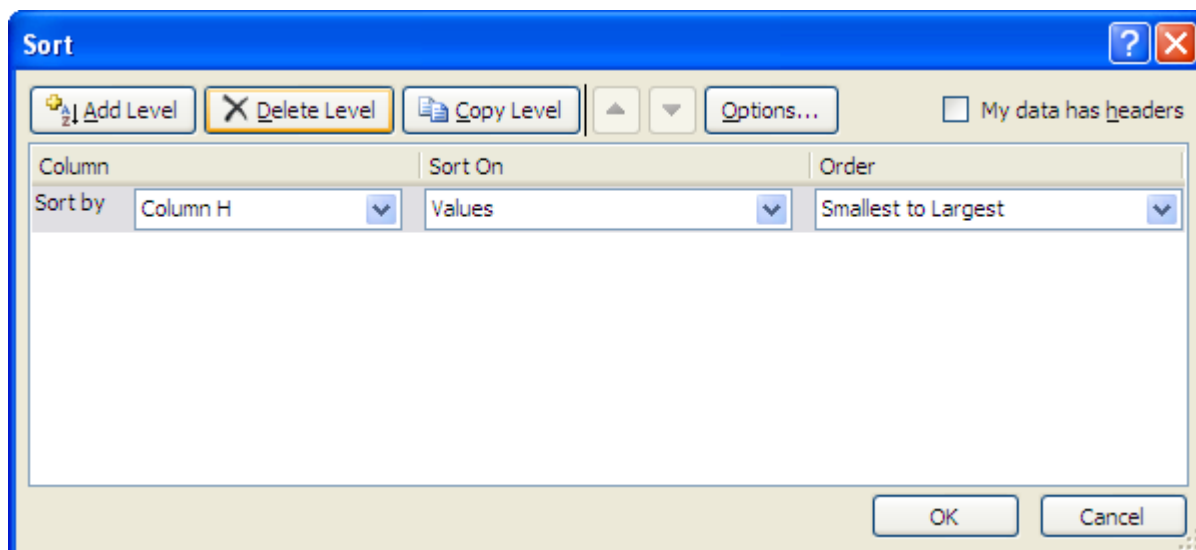 Sort
Add Level Delete Level Copy Level Options... My data has headers
Column Sort On Order
Sort by Column H Values Smallest to Largest
OK Cancel